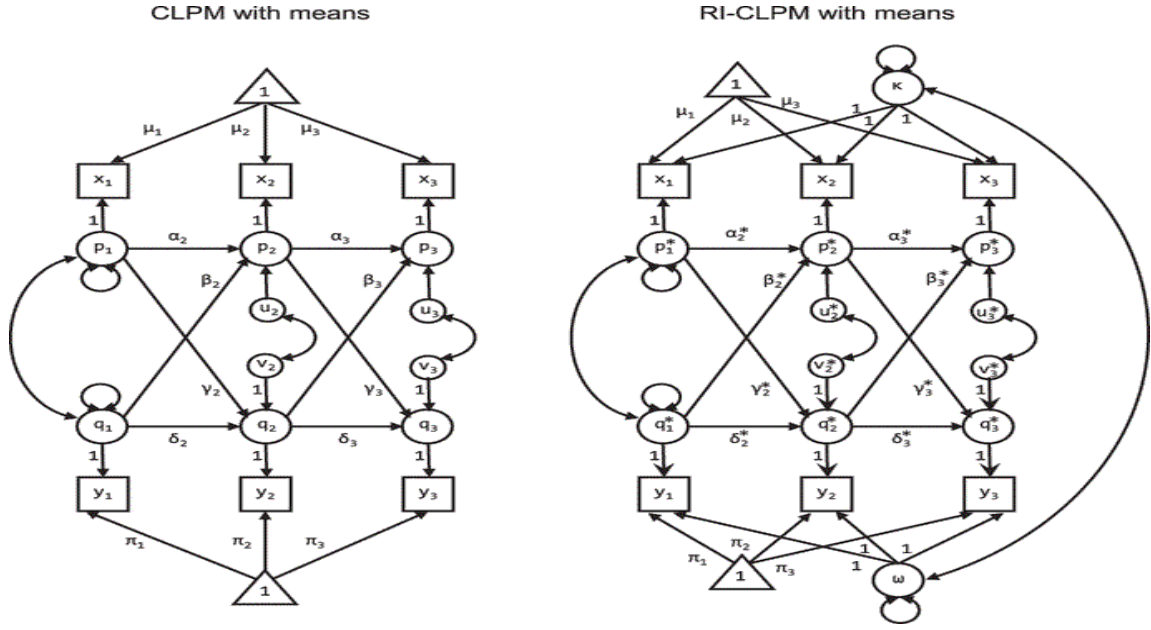 CLPM with means
RI-CLPM with means
1
κ
μ₁ μ₂ μ₃
μ₁ μ₂ μ₃ 1 1 1
x₁ x₂ x₃
x₁ x₂ x₃
1 1 1
1 1 1
p₁ α₂ p₂ α₃ p₃
p₁* α₂* p₂* α₃* p₃*
β₂ β₃
β₂* β₃*
u₂ u₃
u₂* u₃*
v₂ v₃
v₂* v₃*
γ₂ 1 γ₃ 1
γ₂* 1 γ₃* 1
q₁ δ₂ q₂ δ₃ q₃
q₁* δ₂* q₂* δ₃* q₃*
1 1 1
1 1 1
y₁ y₂ y₃
y₁ y₂ y₃
π₁ π₂ π₃
π₁ π₂ π₃ 1 1 1
1
1
ω
1